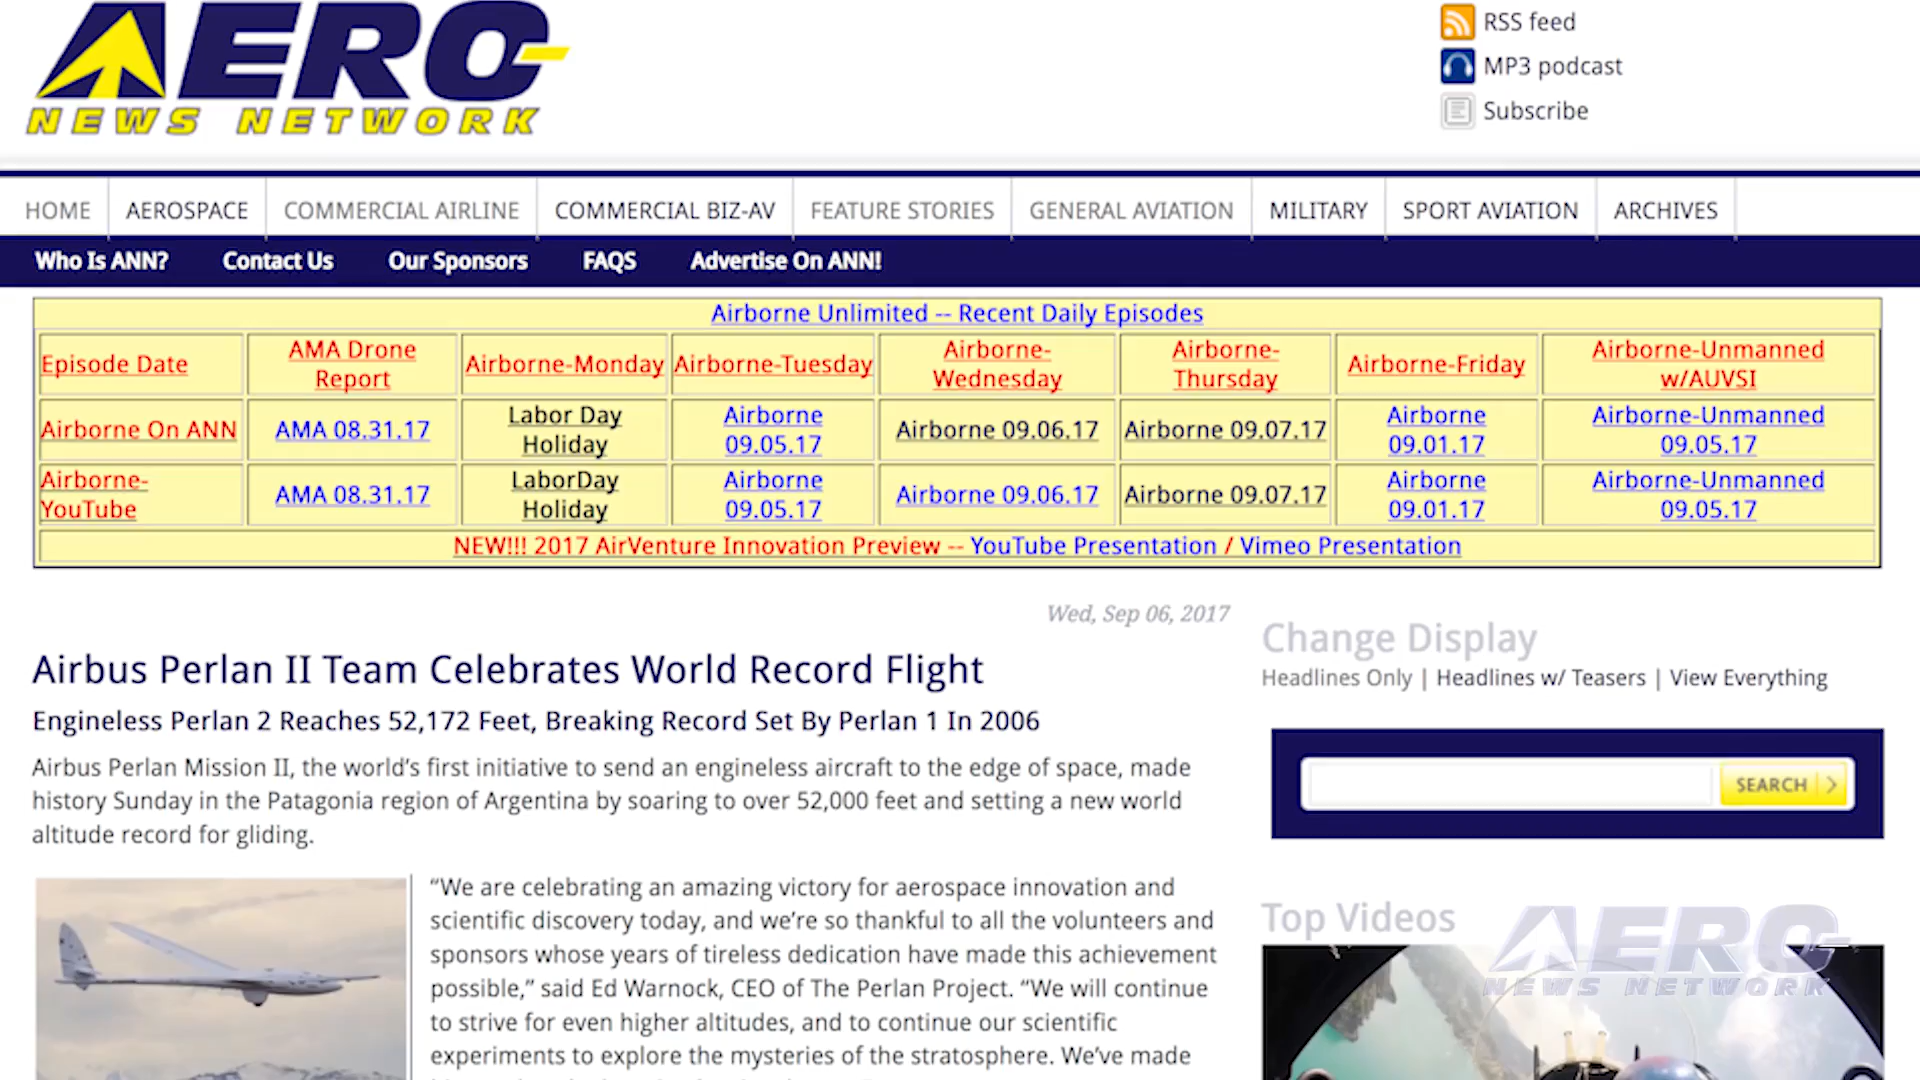 AERO
NEWS NETWORK
RSS feed
MP3 podcast
Subscribe
HOME AEROSPACE COMMERCIAL AIRLINE COMMERCIAL BIZ-AV FEATURE STORIES GENERAL AVIATION MILITARY SPORT AVIATION ARCHIVES
Who Is ANN? Contact Us Our Sponsors FAQS Advertise On ANN!
Airborne Unlimited -- Recent Daily Episodes
Episode Date
AMA Drone
Report
Airborne-Monday
Airborne-Tuesday
Airborne-
Wednesday
Airborne-
Thursday
Airborne-Friday
Airborne-Unmanned
w/AUVSI
Airborne On ANN
AMA 08.31.17
Labor Day
Holiday
Airborne
09.05.17
Airborne 09.06.17
Airborne 09.07.17
Airborne
09.01.17
Airborne-Unmanned
09.05.17
Airborne-
YouTube
AMA 08.31.17
LaborDay
Holiday
Airborne
09.05.17
Airborne 09.06.17
Airborne 09.07.17
Airborne
09.01.17
Airborne-Unmanned
09.05.17
NEW!!! 2017 AirVenture Innovation Preview -- YouTube Presentation / Vimeo Presentation
Wed, Sep 06, 2017
Airbus Perlan II Team Celebrates World Record Flight
Engineless Perlan 2 Reaches 52,172 Feet, Breaking Record Set By Perlan 1 In 2006
Airbus Perlan Mission II, the world's first initiative to send an engineless aircraft to the edge of space, made
history Sunday in the Patagonia region of Argentina by soaring to over 52,000 feet and setting a new world
altitude record for gliding.
“We are celebrating an amazing victory for aerospace innovation and
scientific discovery today, and we're so thankful to all the volunteers and
sponsors whose years of tireless dedication have made this achievement
possible,” said Ed Warnock, CEO of The Perlan Project. “We will continue
to strive for even higher altitudes, and to continue our scientific
experiments to explore the mysteries of the stratosphere. We've made
Change Display
Headlines Only | Headlines w/ Teasers | View Everything
SEARCH
Top Videos
AERO
NEWS NETWORK